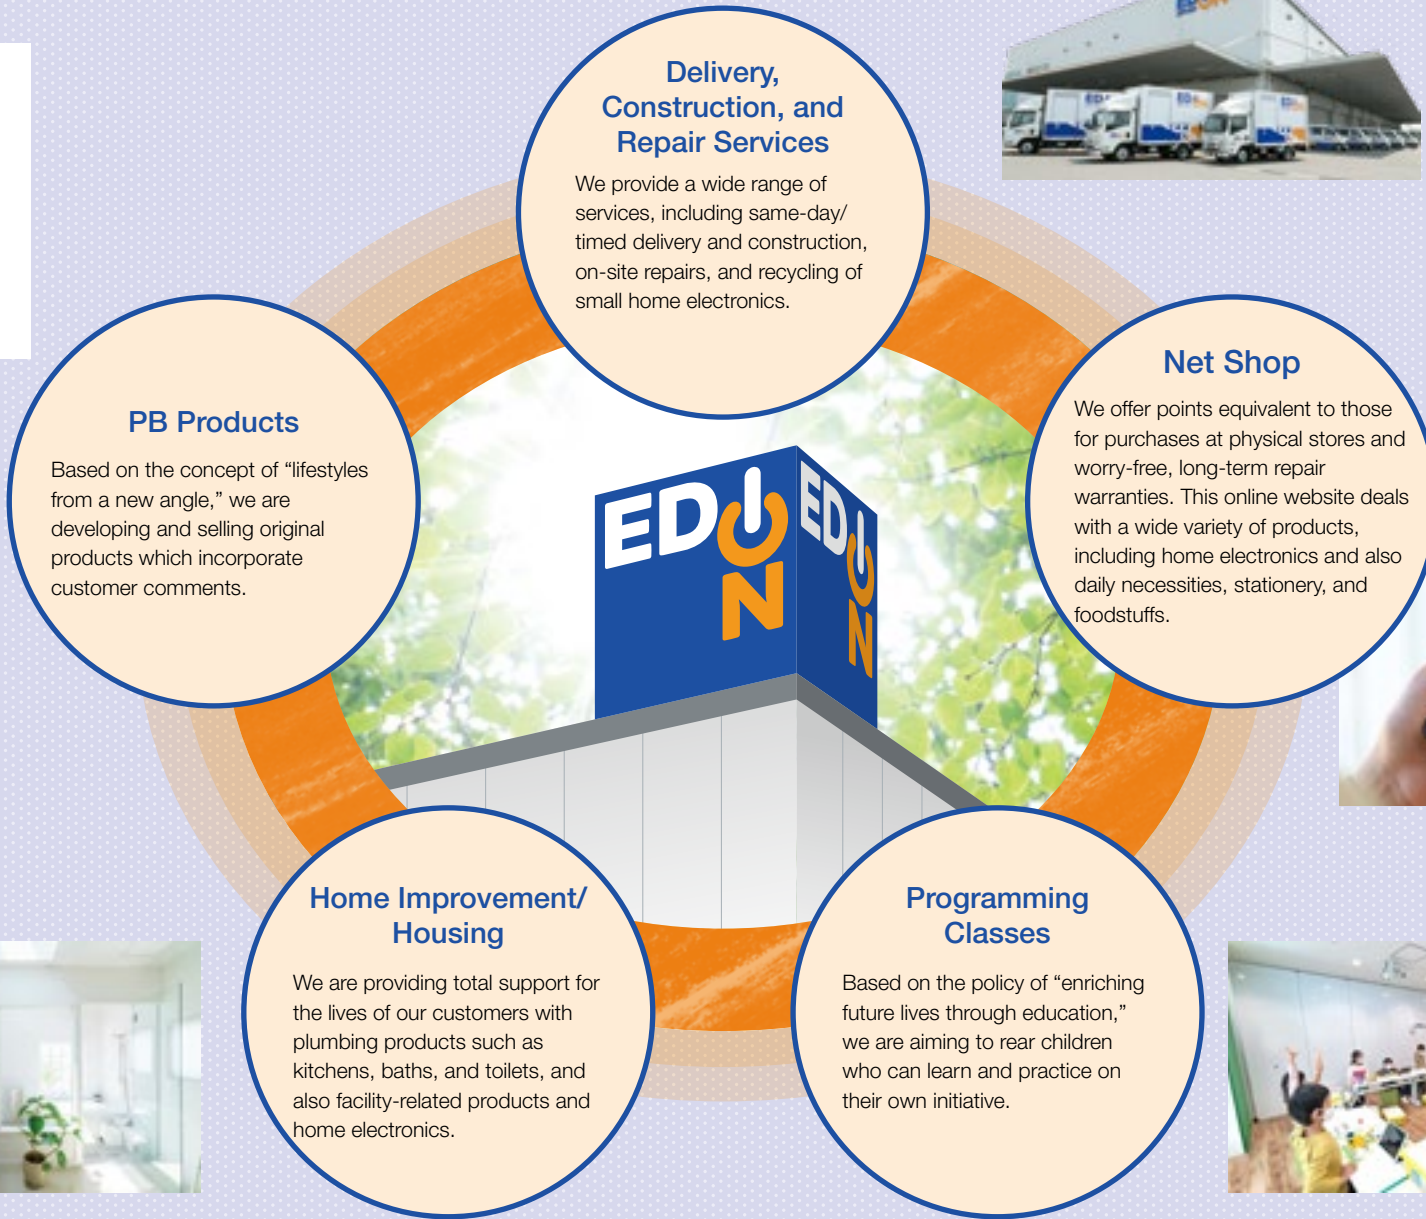 Delivery,
Construction, and
Repair Services
We provide a wide range of
services, including same-day/
timed delivery and construction,
on-site repairs, and recycling of
small home electronics.
PB Products
Based on the concept of “lifestyles
from a new angle,” we are
developing and selling original
products which incorporate
customer comments.
Net Shop
We offer points equivalent to those
for purchases at physical stores and
worry-free, long-term repair
warranties. This online website deals
with a wide variety of products,
including home electronics and also
daily necessities, stationery, and
foodstuffs.
EDION
EDION
Home Improvement/
Housing
We are providing total support for
the lives of our customers with
plumbing products such as
kitchens, baths, and toilets, and
also facility-related products and
home electronics.
Programming
Classes
Based on the policy of “enriching
future lives through education,”
we are aiming to rear children
who can learn and practice on
their own initiative.